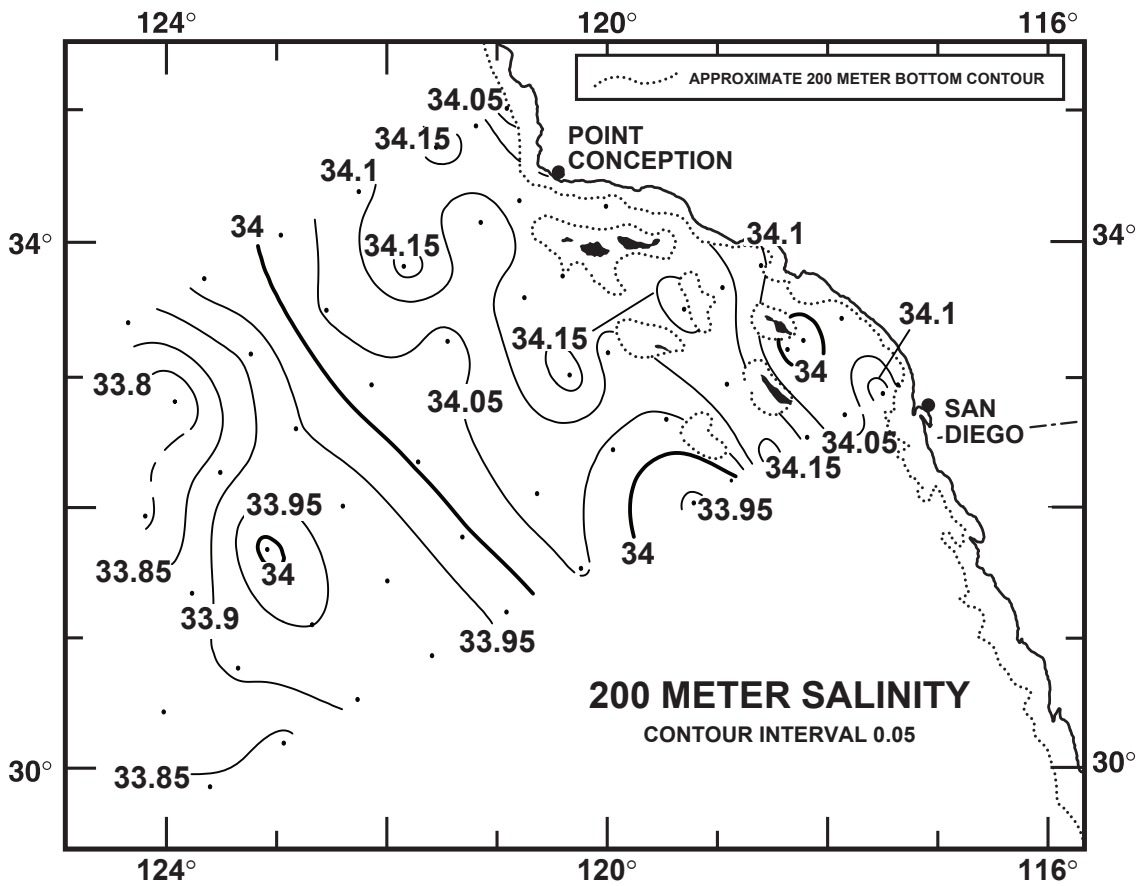 124° 120° 116°
APPROXIMATE 200 METER BOTTOM CONTOUR
34.05
34.15
POINT
CONCEPTION
34.1
34
34.15
34.1
34° 34°
34.1
34.15
34
33.8
34.05
SAN
DIEGO
34.05
34.15
33.95
33.95
34
34
33.85
33.9
33.95
200 METER SALINITY
CONTOUR INTERVAL 0.05
30° 30°
33.85
124° 120° 116°